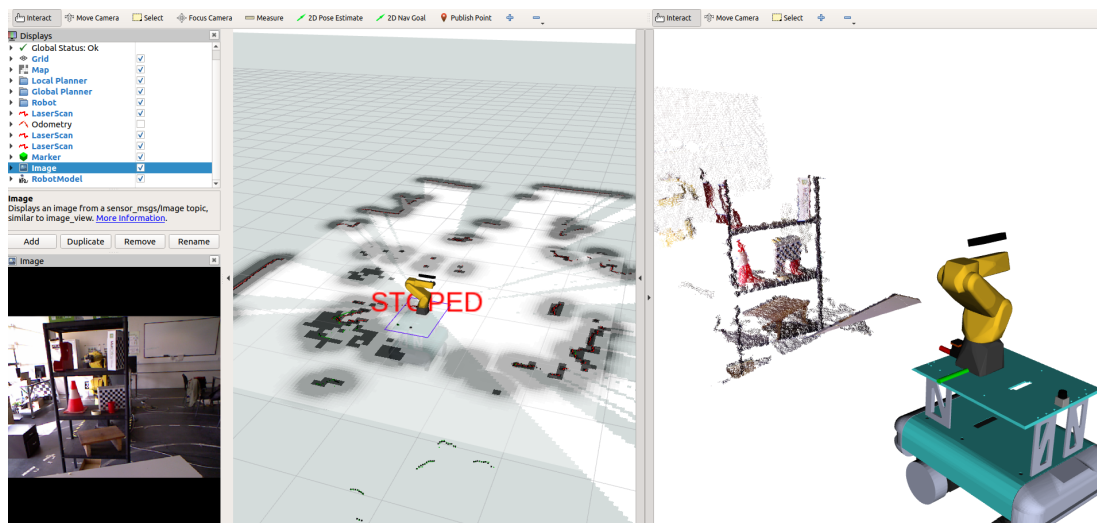 Interact Move Camera Select Focus Camera Measure 2D Pose Estimate 2D Nav Goal Publish Point
Interact Move Camera Select
Displays
Global Status: Ok
Grid
Map
Local Planner
Global Planner
Robot
LaserScan
Odometry
LaserScan
LaserScan
Marker
Image
RobotModel
Image
Displays an image from a sensor_msgs/Image topic,
similar to image_view. More Information.
Add Duplicate Remove Rename
Image
STOPED